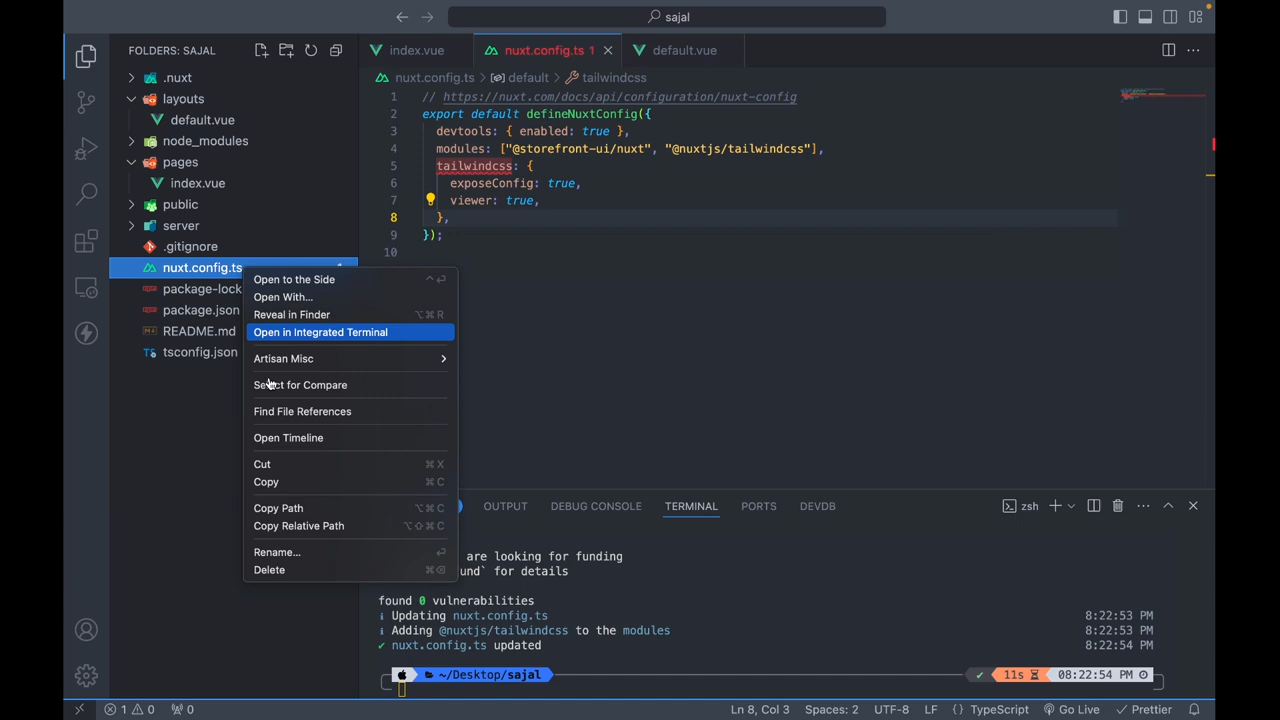 sajal
FOLDERS: SAJAL
.nuxt
layouts
default.vue
node_modules
pages
index.vue
public
server
.gitignore
nuxt.config.ts 1
package-lock
package.json
README.md
tsconfig.json
Open to the Side
Open With...
Reveal in Finder ⌥⌘R
Open in Integrated Terminal
Artisan Misc
Select for Compare
Find File References
Open Timeline
Cut ⌘X
Copy ⌘C
Copy Path ⌥⌘C
Copy Relative Path ⌥⇧⌘C
Rename...
Delete
index.vue nuxt.config.ts 1 default.vue
nuxt.config.ts > default > tailwindcss
1 // https://nuxt.com/docs/api/configuration/nuxt-config
2 export default defineNuxtConfig({
3 devtools: { enabled: true },
4 modules: ["@storefront-ui/nuxt", "@nuxtjs/tailwindcss"],
5 tailwindcss: {
6 exposeConfig: true,
7 viewer: true,
8 },
9 });
10
OUTPUT DEBUG CONSOLE TERMINAL PORTS DEVDB zsh
are looking for funding
und` for details
found 0 vulnerabilities
ℹ Updating nuxt.config.ts 8:22:53 PM
ℹ Adding @nuxtjs/tailwindcss to the modules 8:22:53 PM
✔ nuxt.config.ts updated 8:22:54 PM
~/Desktop/sajal ✔ 11s 08:22:54 PM
1 0 0 Ln 8, Col 3 Spaces: 2 UTF-8 LF {} TypeScript Go Live Prettier